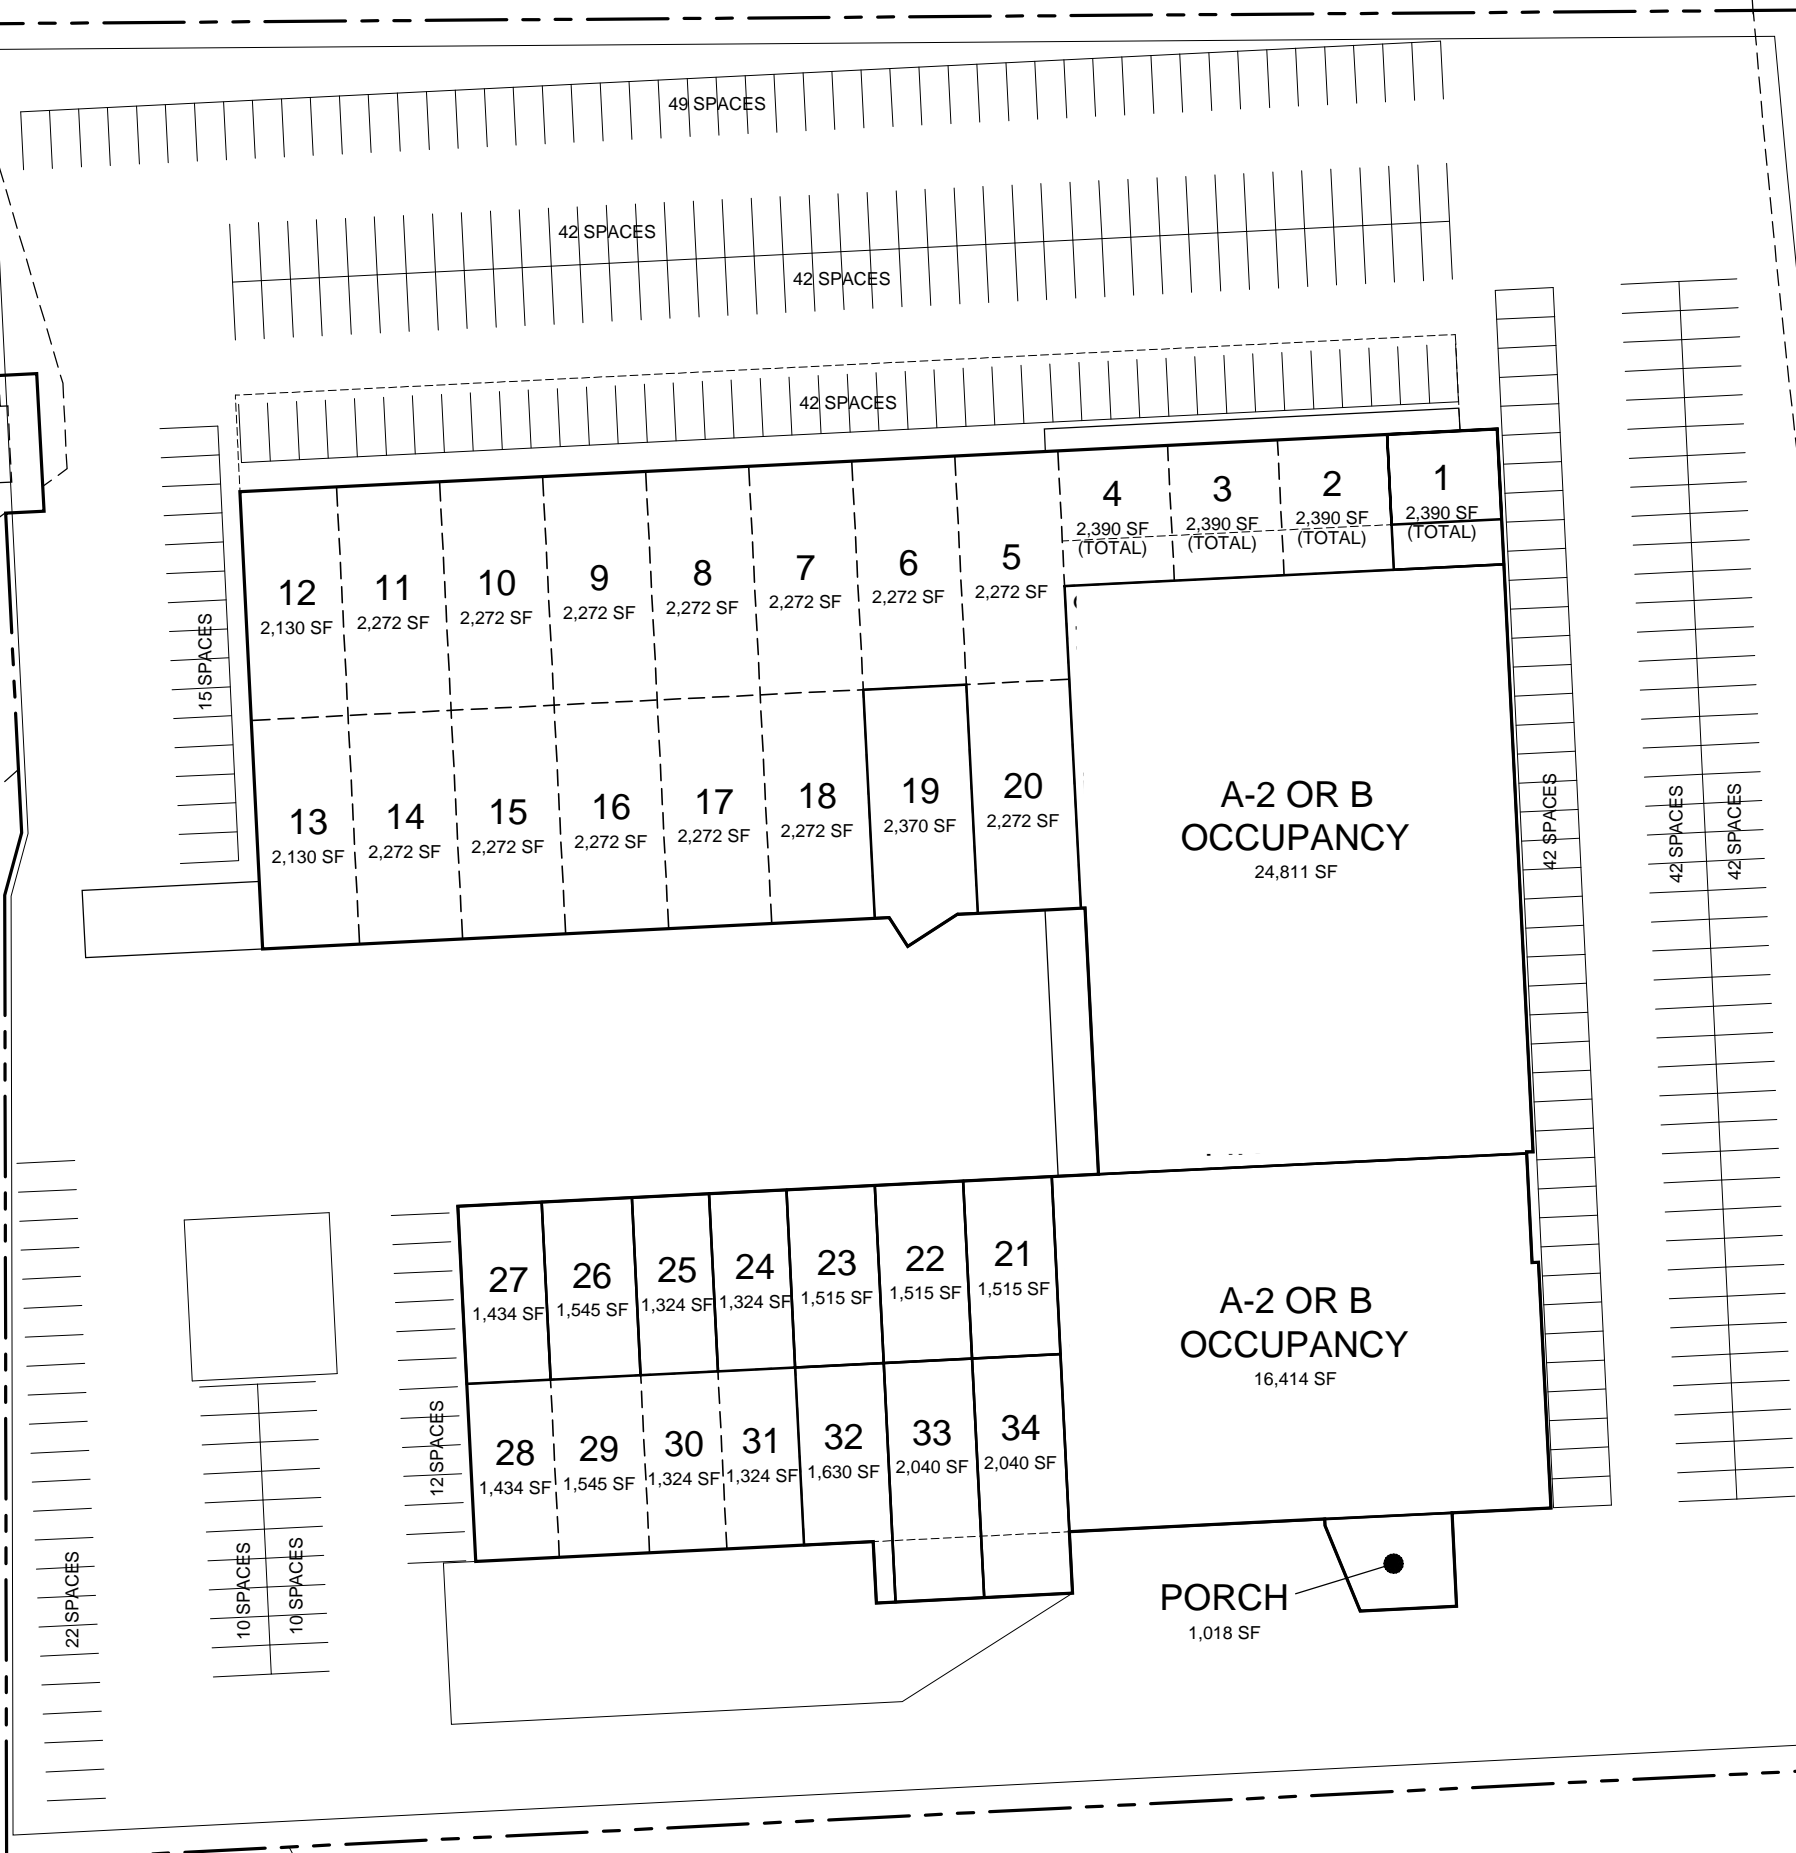 49 SPACES
42 SPACES
42 SPACES
42 SPACES
15 SPACES
1
2,390 SF
(TOTAL)
2
2,390 SF
(TOTAL)
3
2,390 SF
(TOTAL)
4
2,390 SF
(TOTAL)
5
2,272 SF
6
2,272 SF
7
2,272 SF
8
2,272 SF
9
2,272 SF
10
2,272 SF
11
2,272 SF
12
2,130 SF
13
2,130 SF
14
2,272 SF
15
2,272 SF
16
2,272 SF
17
2,272 SF
18
2,272 SF
19
2,370 SF
20
2,272 SF
A-2 OR B
OCCUPANCY
24,811 SF
42 SPACES
42 SPACES
42 SPACES
21
1,515 SF
22
1,515 SF
23
1,515 SF
24
1,324 SF
25
1,324 SF
26
1,545 SF
27
1,434 SF
28
1,434 SF
29
1,545 SF
30
1,324 SF
31
1,324 SF
32
1,630 SF
33
2,040 SF
34
2,040 SF
A-2 OR B
OCCUPANCY
16,414 SF
12 SPACES
10 SPACES
10 SPACES
22 SPACES
PORCH
1,018 SF